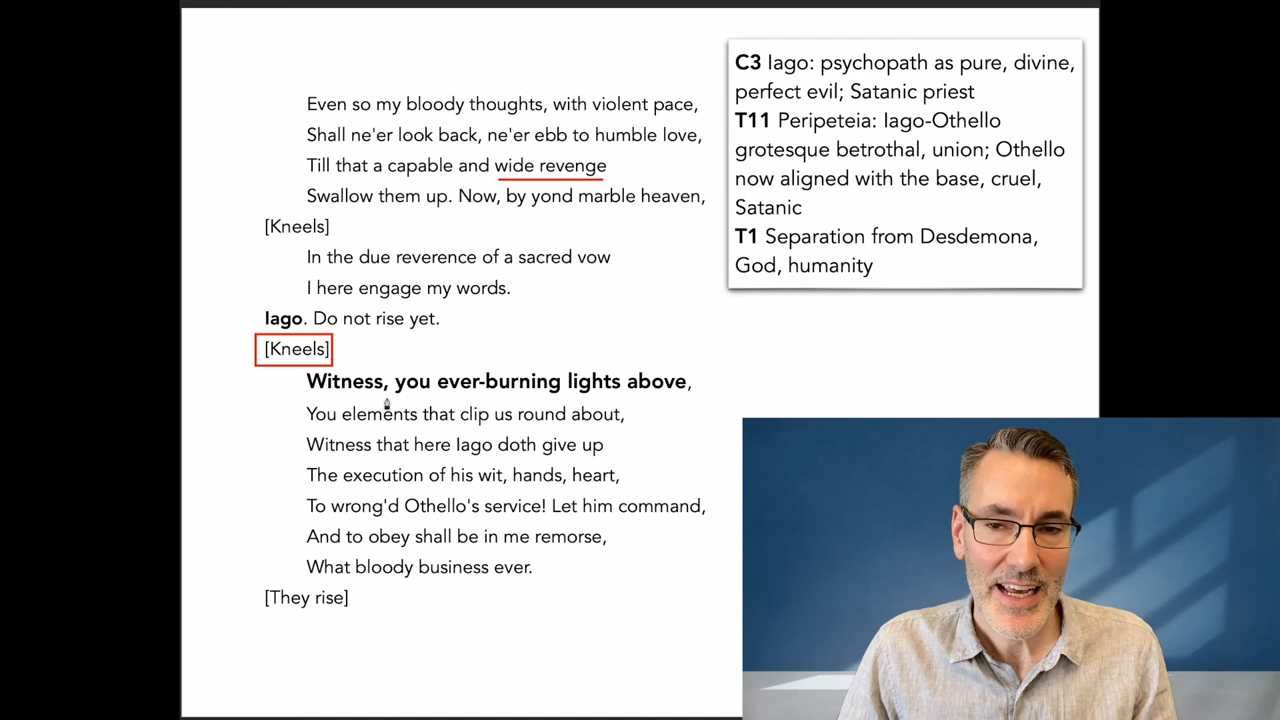 Even so my bloody thoughts, with violent pace,
Shall ne'er look back, ne'er ebb to humble love,
Till that a capable and wide revenge
Swallow them up. Now, by yond marble heaven,
[Kneels]
In the due reverence of a sacred vow
I here engage my words.
Iago. Do not rise yet.
[Kneels]
Witness, you ever-burning lights above,
You elements that clip us round about,
Witness that here Iago doth give up
The execution of his wit, hands, heart,
To wrong'd Othello's service! Let him command,
And to obey shall be in me remorse,
What bloody business ever.
[They rise]
C3 Iago: psychopath as pure, divine,
perfect evil; Satanic priest
T11 Peripeteia: Iago-Othello
grotesque betrothal, union; Othello
now aligned with the base, cruel,
Satanic
T1 Separation from Desdemona,
God, humanity